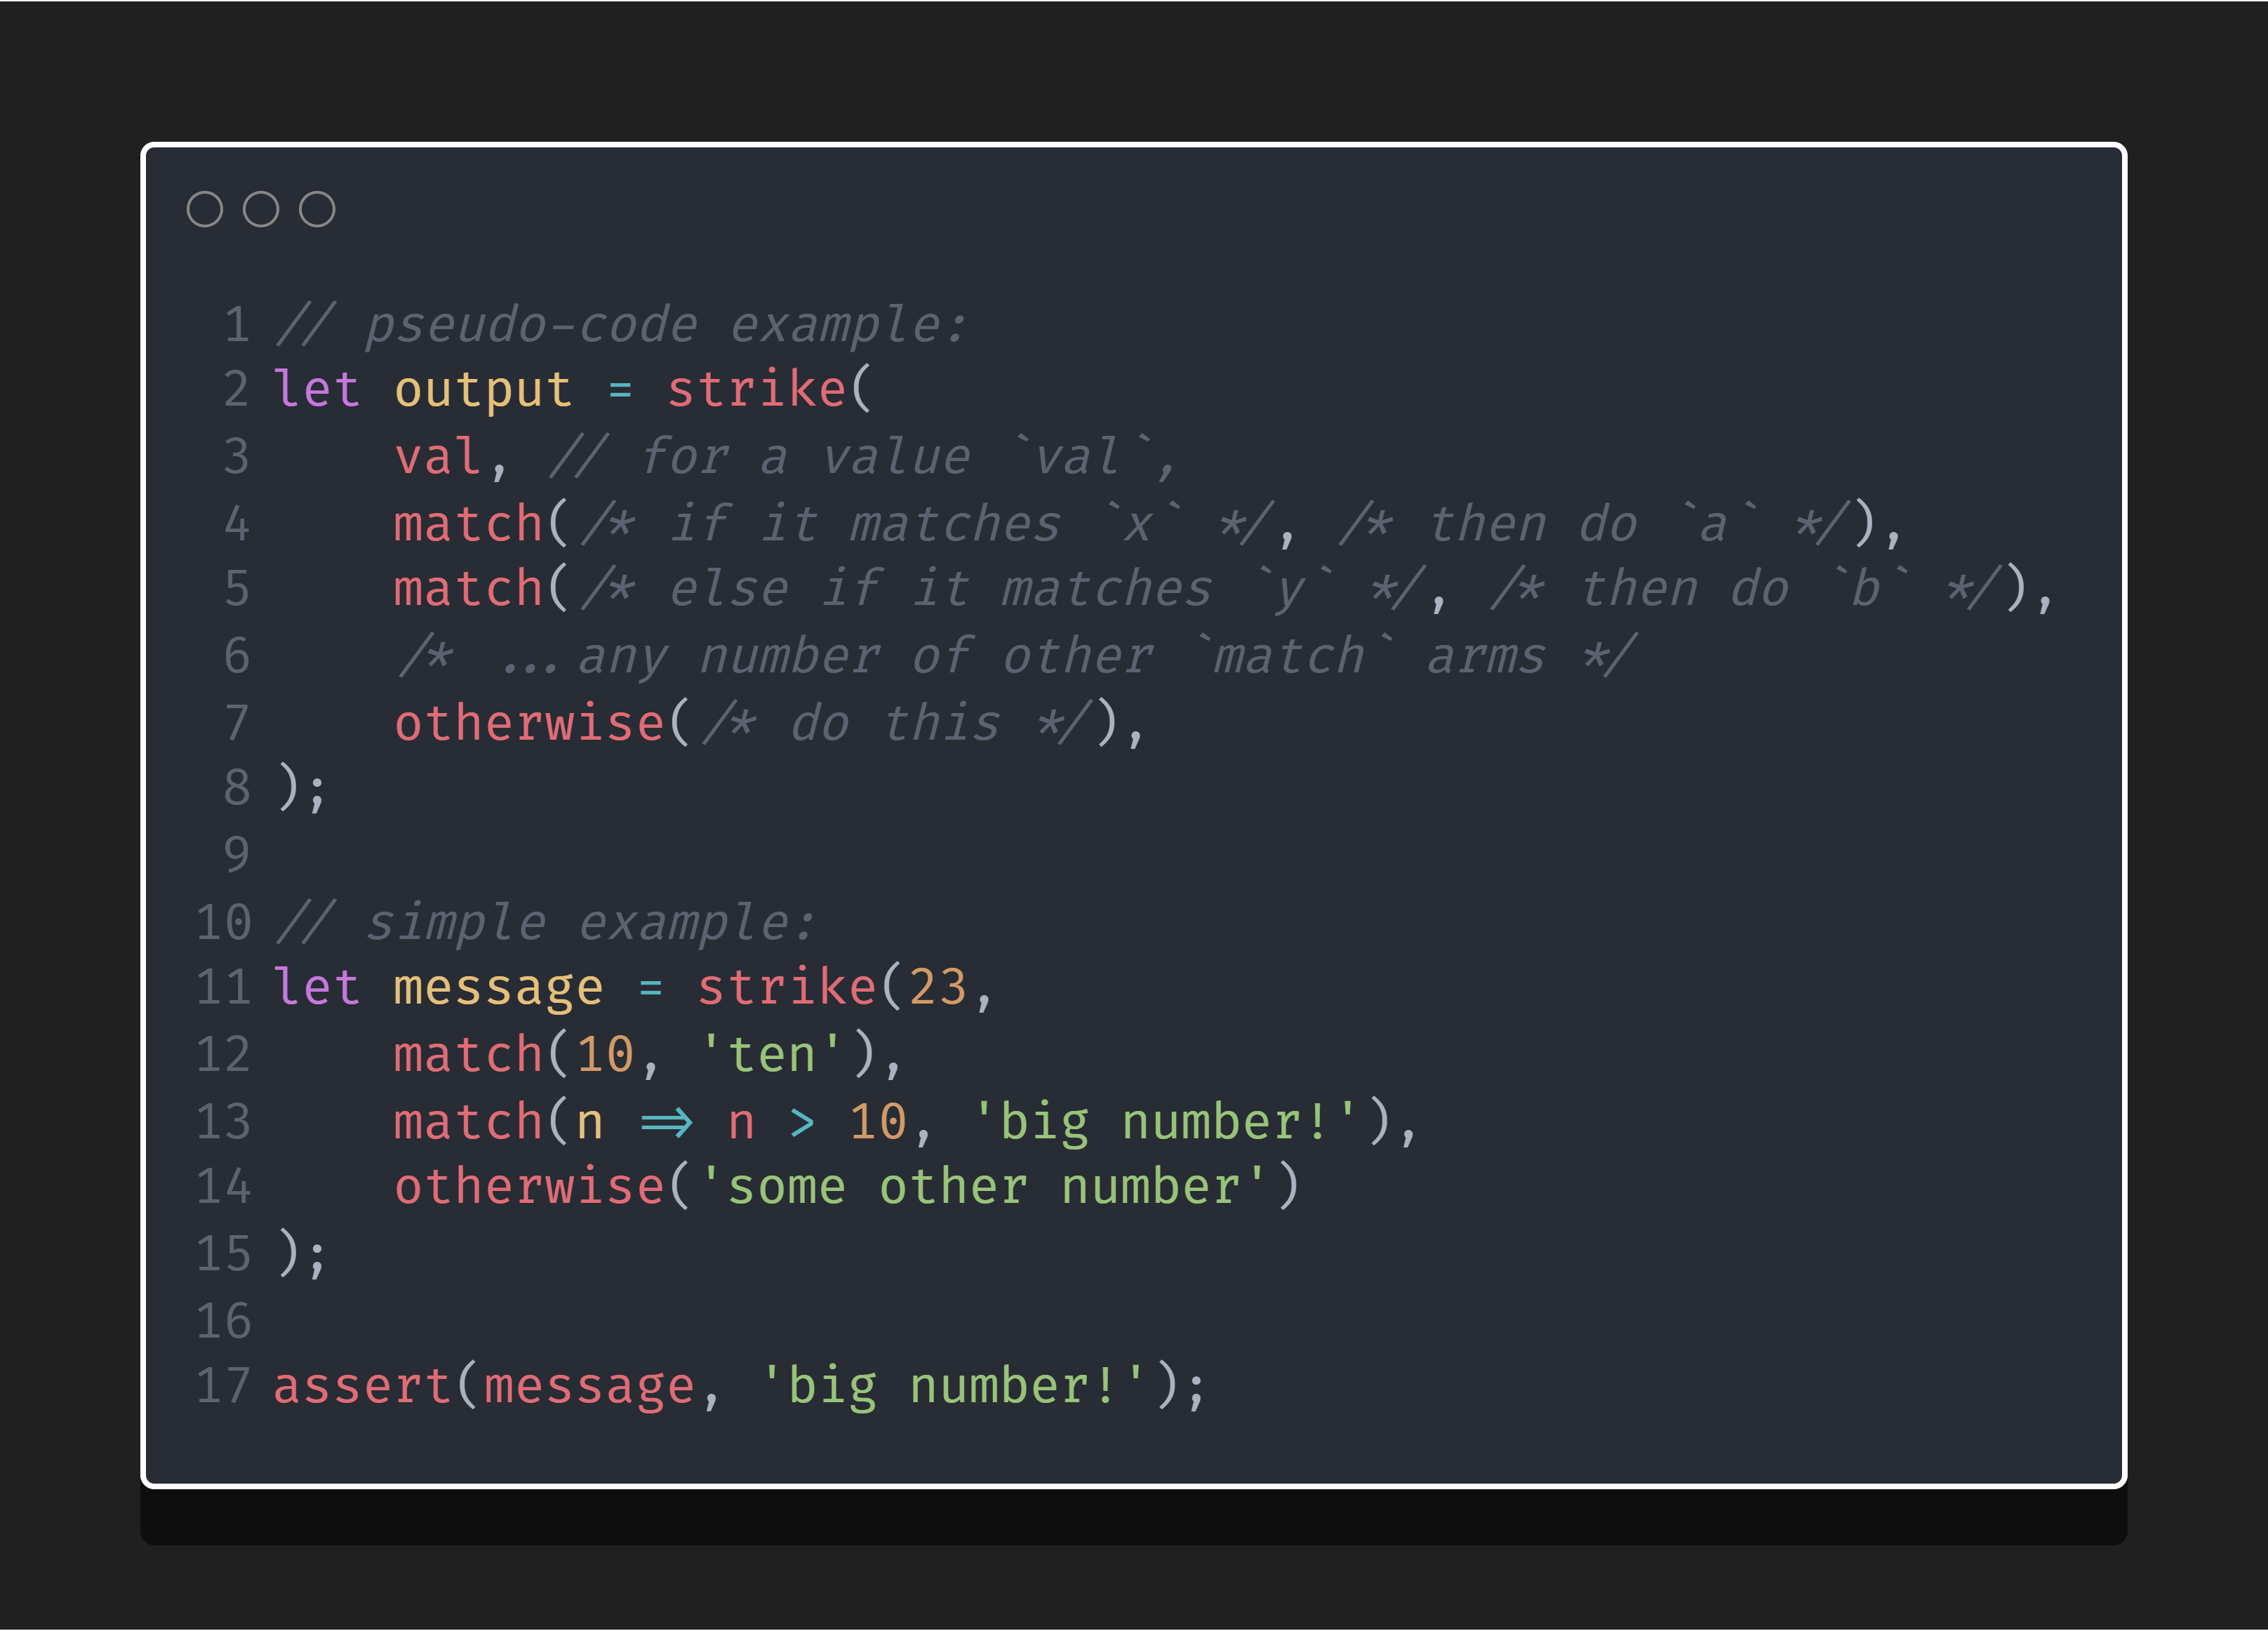 1 // pseudo-code example:
2 let output = strike(
3     val, // for a value `val`,
4     match(/* if it matches `x` */, /* then do `a` */),
5     match(/* else if it matches `y` */, /* then do `b` */),
6     /* ...any number of other `match` arms */
7     otherwise(/* do this */),
8 );
9
10 // simple example:
11 let message = strike(23,
12     match(10, 'ten'),
13     match(n => n > 10, 'big number!'),
14     otherwise('some other number')
15 );
16
17 assert(message, 'big number!');